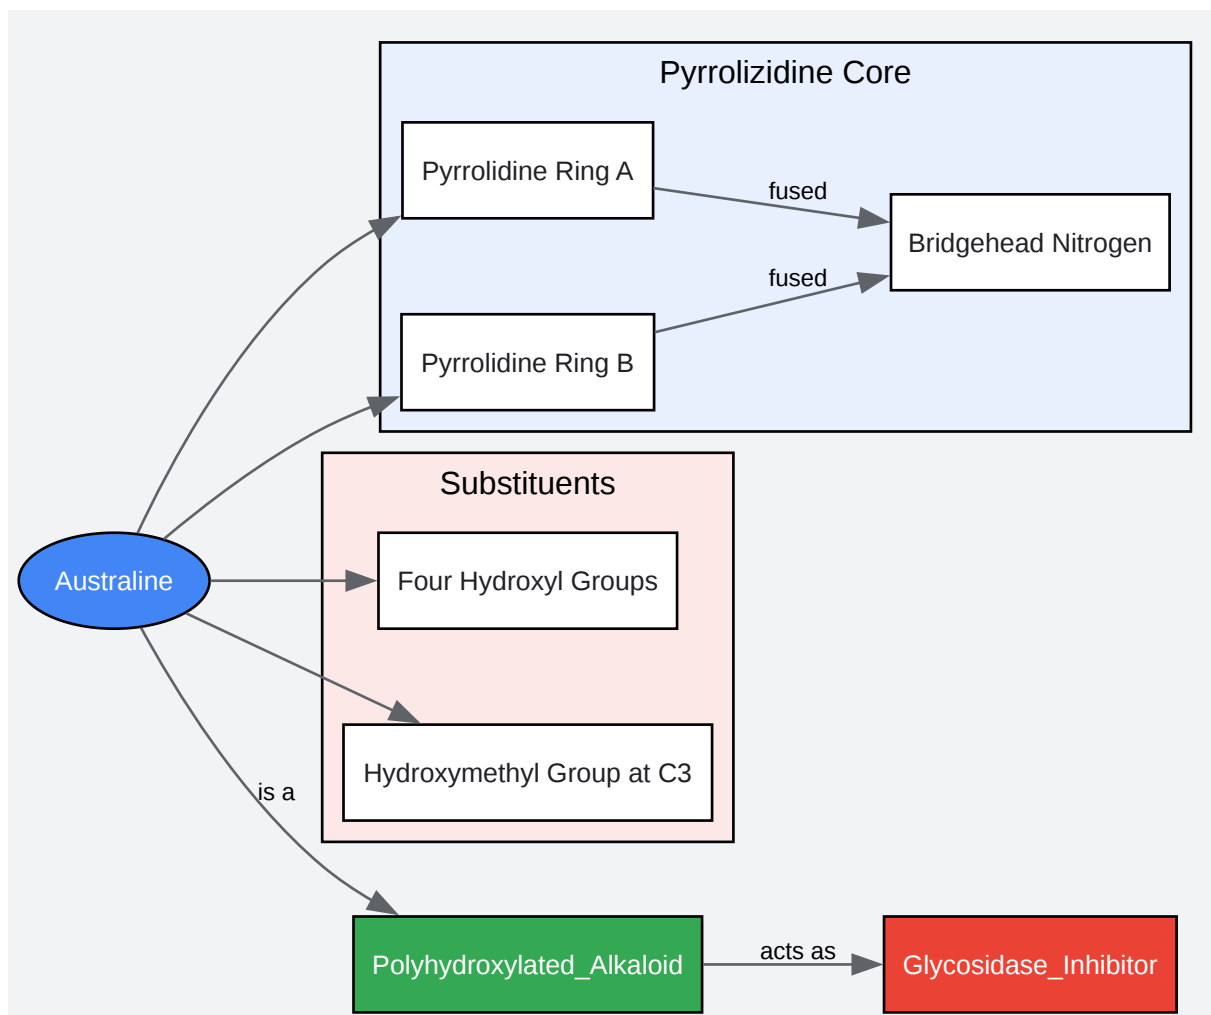 Pyrrolizidine Core
Pyrrolidine Ring A
fused
Bridgehead Nitrogen
fused
Pyrrolidine Ring B
Substituents
Australine
Four Hydroxyl Groups
Hydroxymethyl Group at C3
is a
Polyhydroxylated_Alkaloid
acts as
Glycosidase_Inhibitor